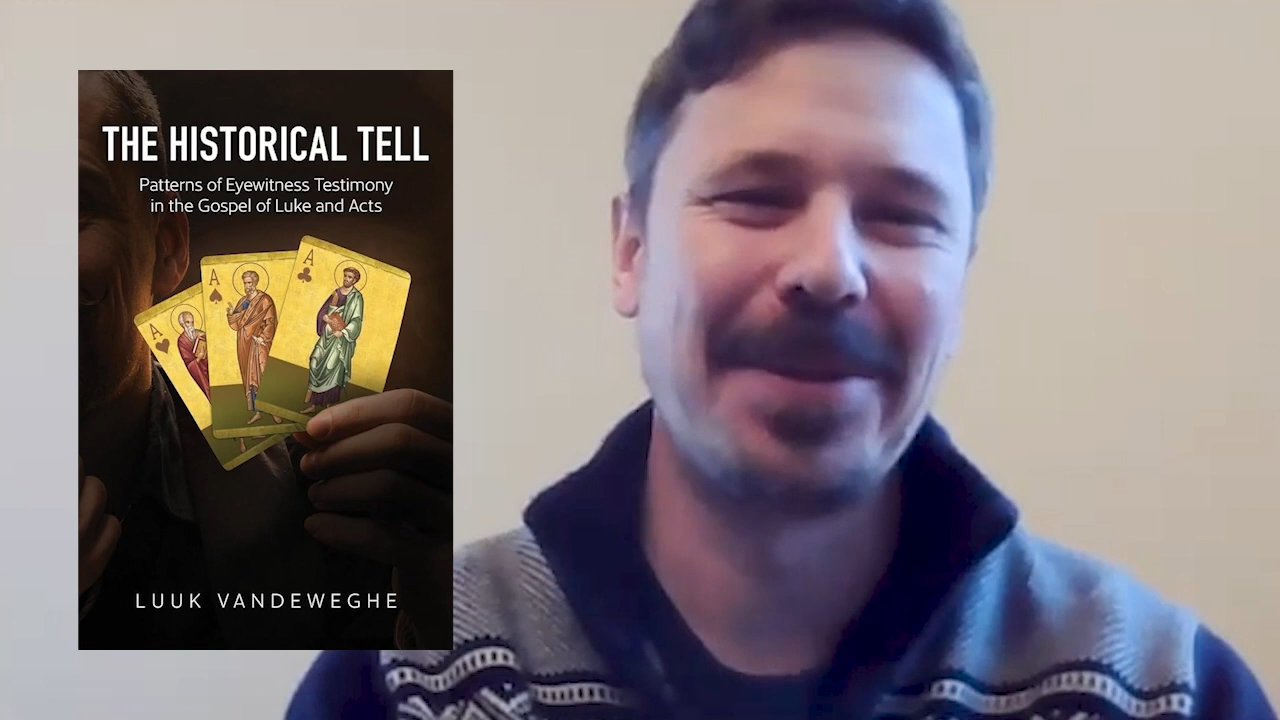 THE HISTORICAL TELL
Patterns of Eyewitness Testimony
in the Gospel of Luke and Acts
A
A
A
LUUK VANDEWEGHE